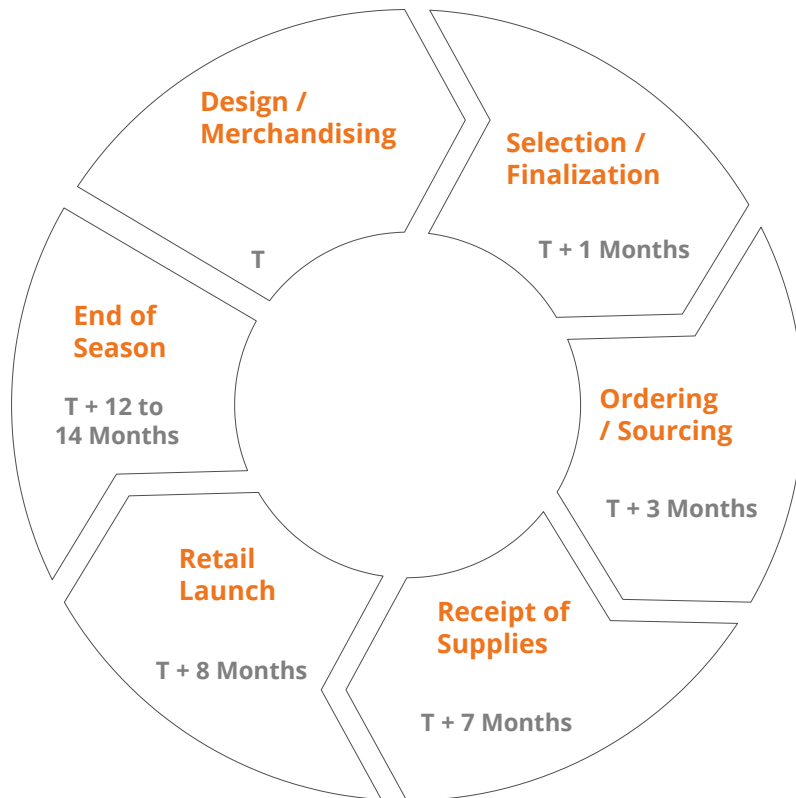 Design /
Merchandising
T
Selection /
Finalization
T + 1 Months
Ordering
/ Sourcing
T + 3 Months
Receipt of
Supplies
T + 7 Months
Retail
Launch
T + 8 Months
End of
Season
T + 12 to
14 Months